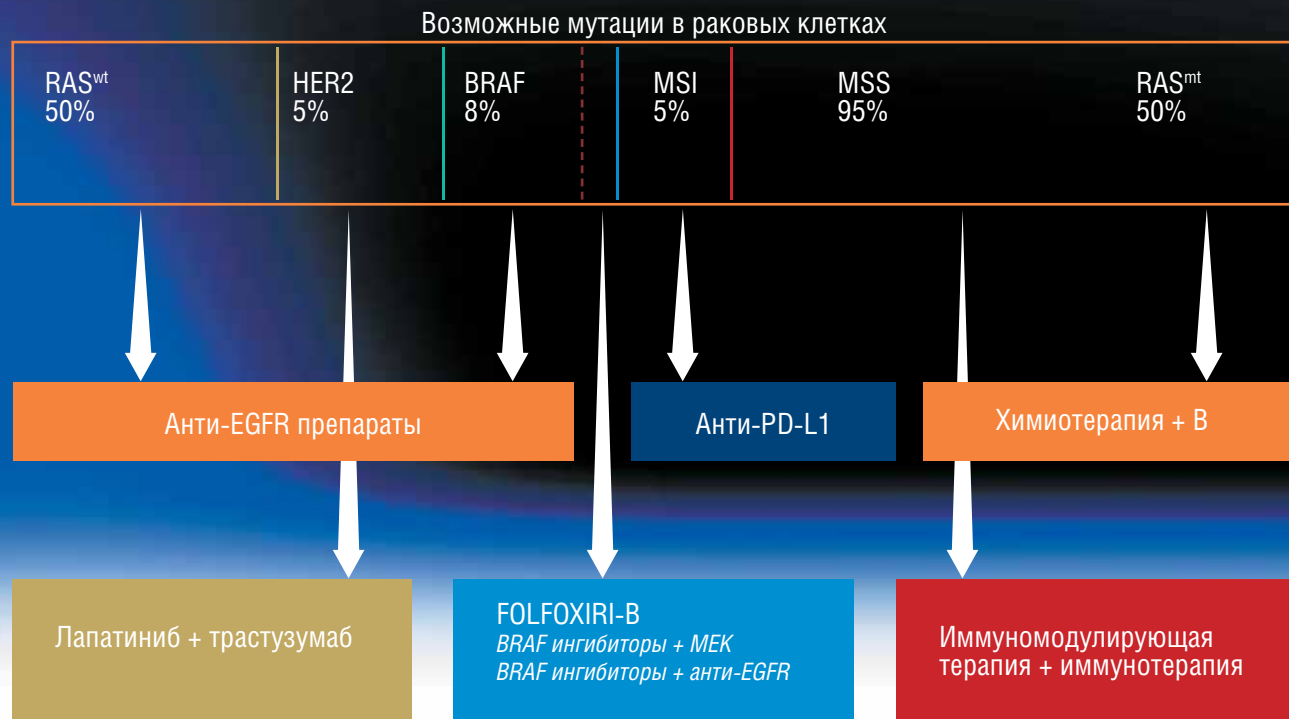 Возможные мутации в раковых клетках
RASwt
50%
HER2
5%
BRAF
8%
MSI
5%
MSS
95%
RASmt
50%
Анти-EGFR препараты
Анти-PD-L1
Химиотерапия + В
Лапатиниб + трастузумаб
FOLFOXIRI-B
BRAF ингибиторы + MEK
BRAF ингибиторы + анти-EGFR
Иммуномодулирующая
терапия + иммунотерапия